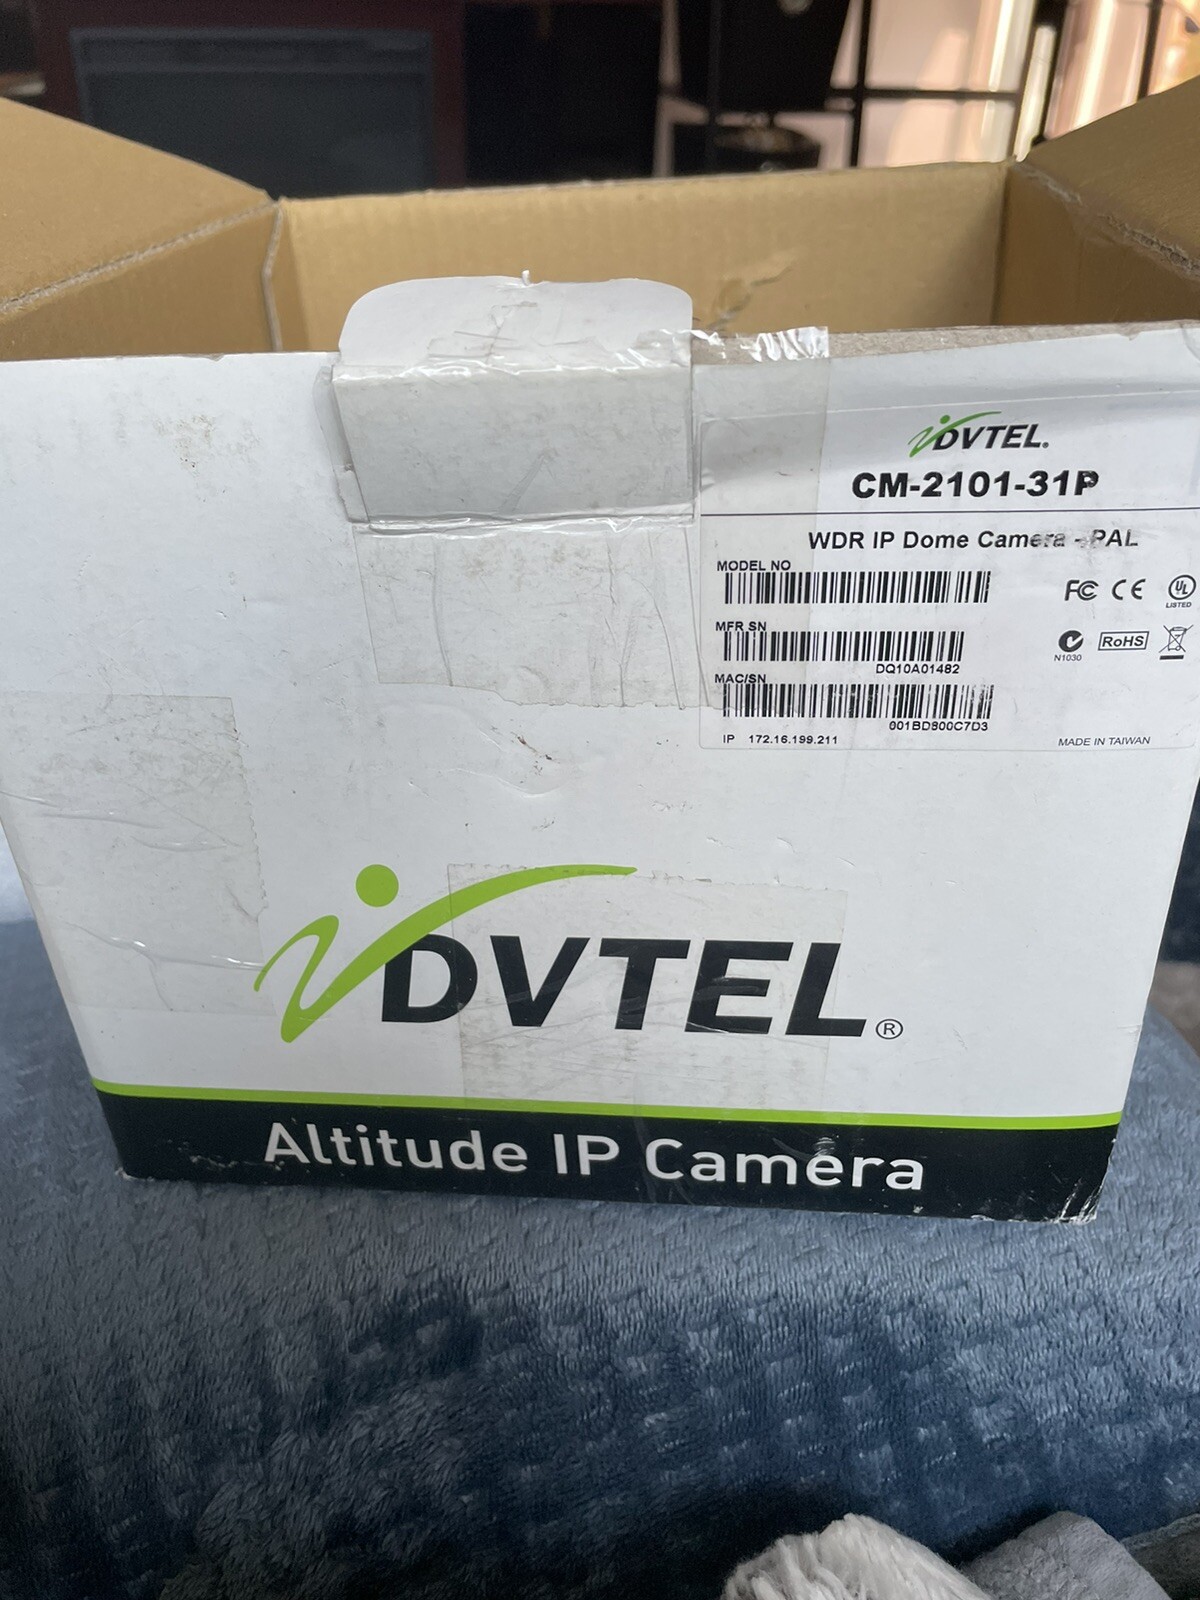 DVTEL®
CM-2101-31P
WDR IP Dome Camera - PAL
MODEL NO
FC CE UL
LISTED
MFR SN
DQ10A01482
N1030
RoHS
MAC/SN
001BD800C7D3
IP 172.16.199.211
MADE IN TAIWAN
DVTEL®
Altitude IP Camera